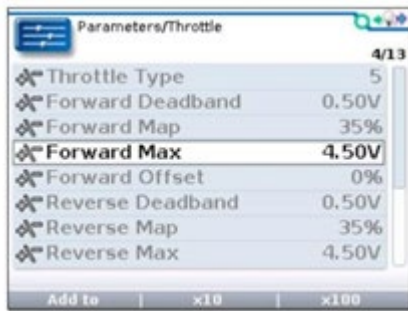 Parameters/Throttle
4/13
Throttle Type 5
Forward Deadband 0.50V
Forward Map 35%
Forward Max 4.50V
Forward Offset 0%
Reverse Deadband 0.50V
Reverse Map 35%
Reverse Max 4.50V
Add to | x10 | x100